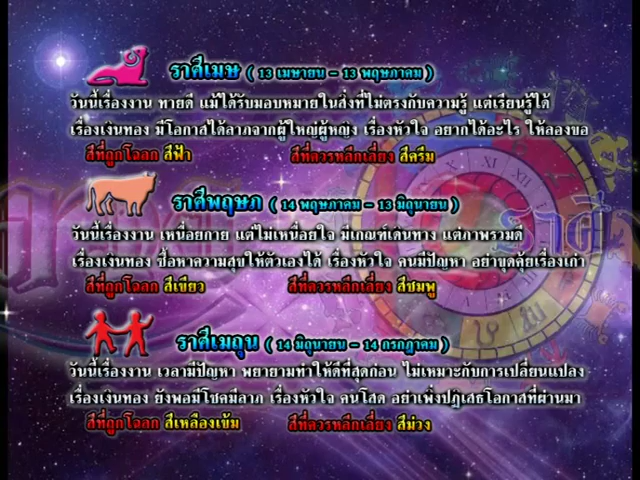 ราศีเมษ ( 13 เมษายน - 13 พฤษภาคม )
วันนี้เรื่องงาน ทายดี แม้ได้รับมอบหมายในสิ่งที่ไม่ตรงกับความรู้ แต่เรียนรู้ได้
เรื่องเงินทอง มีโอกาสได้ลาภจากผู้ใหญ่ผู้หญิง เรื่องหัวใจ อยากได้อะไร ให้ลองขอ
สีที่ถูกโฉลก สีฟ้า สีที่ควรหลีกเลี่ยง สีครีม
ราศีพฤษภ ( 14 พฤษภาคม - 13 มิถุนายน )
วันนี้เรื่องงาน เหนื่อยกาย แต่ไม่เหนื่อยใจ มีเกณฑ์เดินทาง แต่ภาพรวมดี
เรื่องเงินทอง ซื้อหาความสุขให้ตัวเองได้ เรื่องหัวใจ คนมีปัญหา อย่าขุดคุ้ยเรื่องเก่า
สีที่ถูกโฉลก สีเขียว สีที่ควรหลีกเลี่ยง สีชมพู
ราศีเมถุน ( 14 มิถุนายน - 14 กรกฎาคม )
วันนี้เรื่องงาน เวลามีปัญหา พยายามทำให้ดีที่สุดก่อน ไม่เหมาะกับการเปลี่ยนแปลง
เรื่องเงินทอง ยังพอมีโชคมีลาภ เรื่องหัวใจ คนโสด อย่าเพิ่งปฏิเสธโอกาสที่ผ่านมา
สีที่ถูกโฉลก สีเหลืองเข้ม สีที่ควรหลีกเลี่ยง สีม่วง